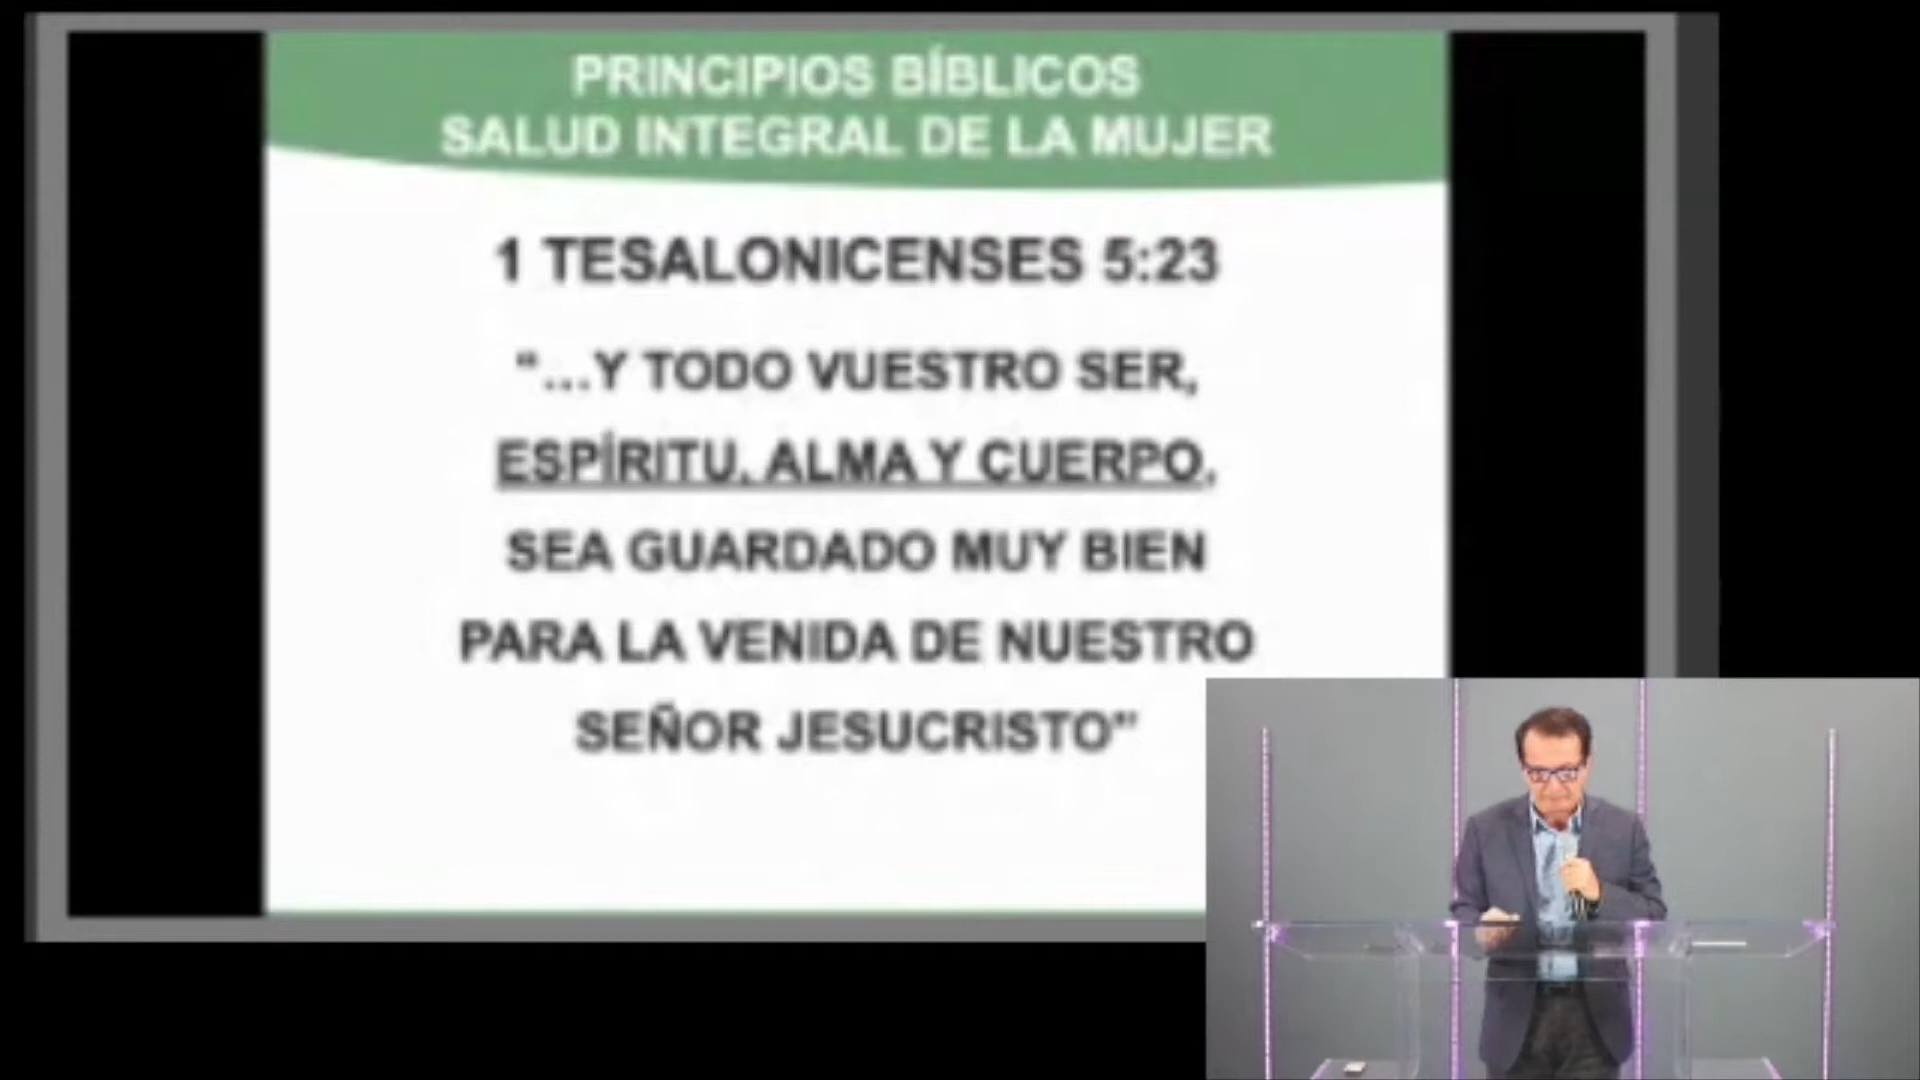 PRINCIPIOS BÍBLICOS
SALUD INTEGRAL DE LA MUJER
1 TESALONICENSES 5:23
“...Y TODO VUESTRO SER,
ESPÍRITU, ALMA Y CUERPO,
SEA GUARDADO MUY BIEN
PARA LA VENIDA DE NUESTRO
SEÑOR JESUCRISTO”